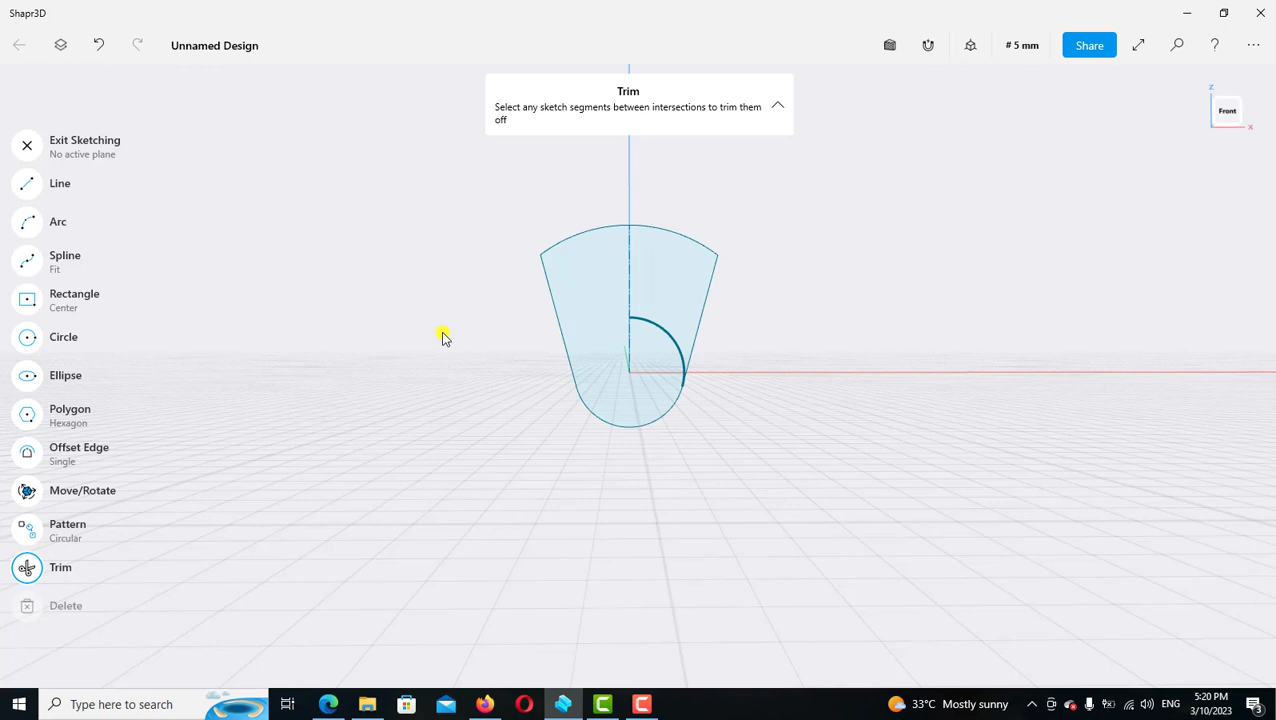 Shapr3D
Unnamed Design
# 5 mm
Share
Trim
Select any sketch segments between intersections to trim them
off
Z
Front
X
Exit Sketching
No active plane
Line
Arc
Spline
Fit
Rectangle
Center
Circle
Ellipse
Polygon
Hexagon
Offset Edge
Single
Move/Rotate
Pattern
Circular
Trim
Delete
Type here to search
33°C Mostly sunny
ENG
5:20 PM
3/10/2023
3